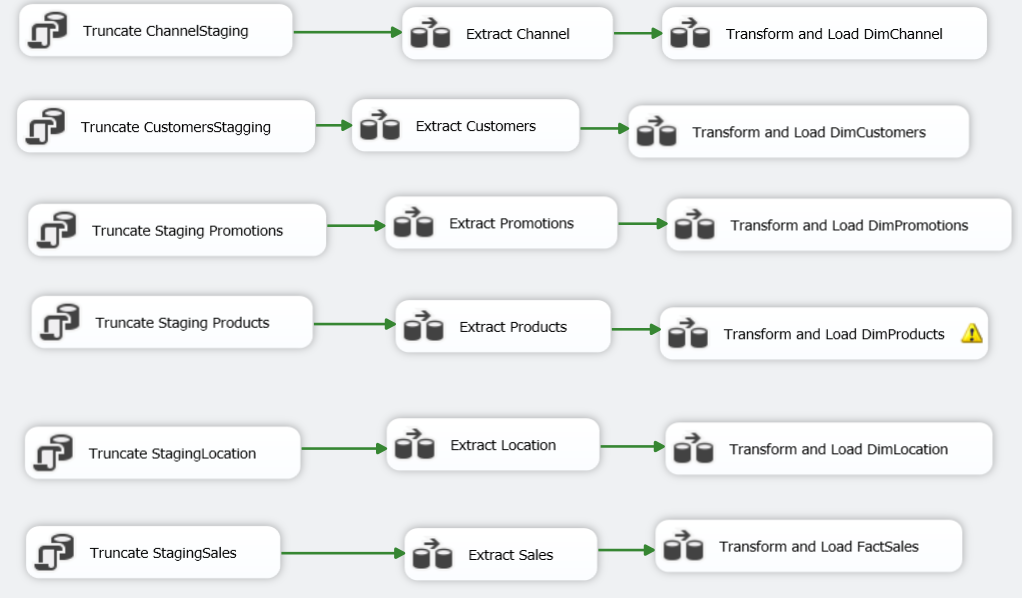 Truncate ChannelStaging
Extract Channel
Transform and Load DimChannel
Truncate CustomersStagging
Extract Customers
Transform and Load DimCustomers
Truncate Staging Promotions
Extract Promotions
Transform and Load DimPromotions
Truncate Staging Products
Extract Products
Transform and Load DimProducts
Truncate StagingLocation
Extract Location
Transform and Load DimLocation
Truncate StagingSales
Extract Sales
Transform and Load FactSales